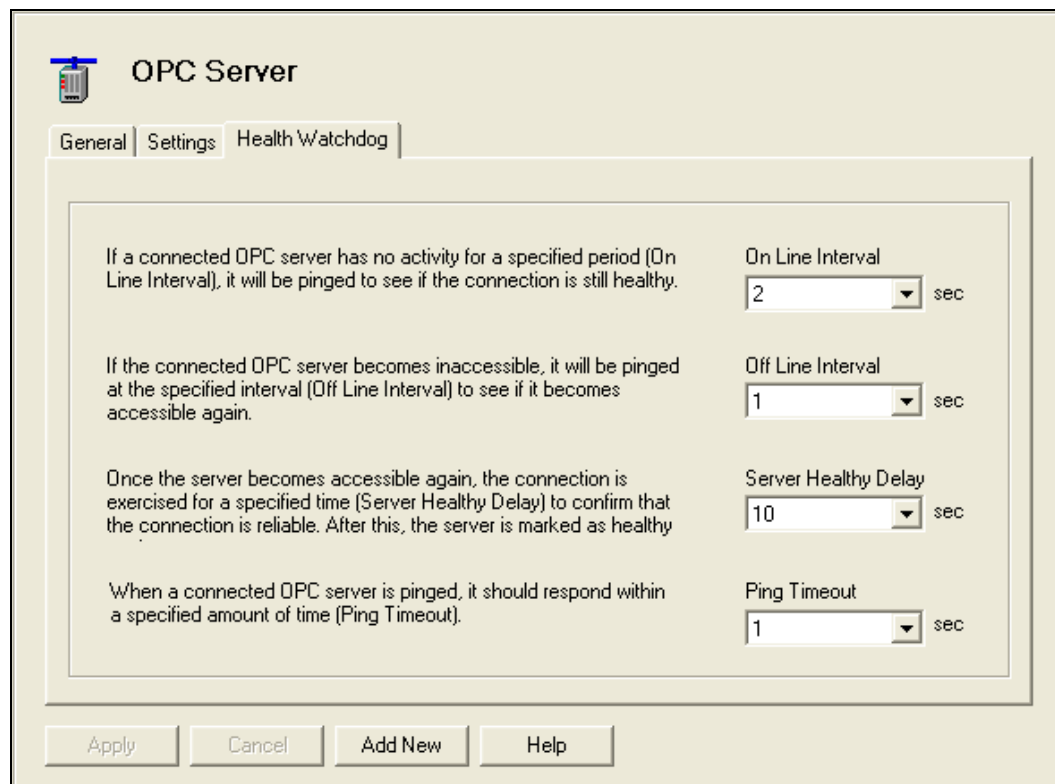 OPC Server
General Settings Health Watchdog
If a connected OPC server has no activity for a specified period (On
Line Interval), it will be pinged to see if the connection is still healthy.
On Line Interval
2 sec
If the connected OPC server becomes inaccessible, it will be pinged
at the specified interval (Off Line Interval) to see if it becomes
accessible again.
Off Line Interval
1 sec
Once the server becomes accessible again, the connection is
exercised for a specified time (Server Healthy Delay) to confirm that
the connection is reliable. After this, the server is marked as healthy
Server Healthy Delay
10 sec
When a connected OPC server is pinged, it should respond within
a specified amount of time (Ping Timeout).
Ping Timeout
1 sec
Apply Cancel Add New Help